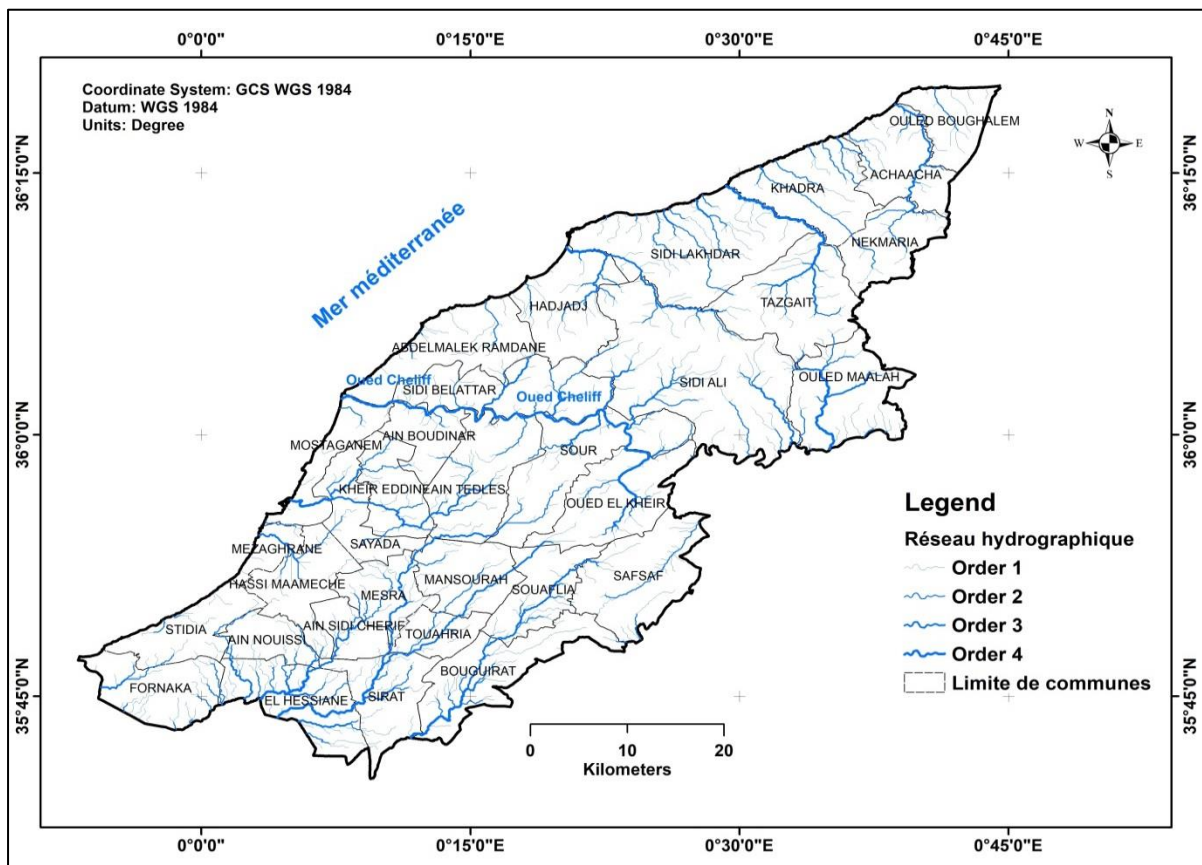 0°0'0" 0°15'0"E 0°30'0"E 0°45'0"E
Coordinate System: GCS WGS 1984
Datum: WGS 1984
Units: Degree
N
W E
S
36°15'0"N 36°15'0"N
36°0'0"N 36°0'0"N
35°45'0"N 35°45'0"N
Mer méditerranée
OULED BOUGHALEM
ACHAACHA
KHADRA
NEKMARIA
SIDI LAKHDAR
TAZGAIT
HADJADJ
ABDELMALEK RAMDANE
OULED MAALAH
SIDI ALI
Oued Cheliff
SIDI BELATTAR
Oued Cheliff
MOSTAGANEM
AIN BOUDINAR
SOUR
KHEIR EDDINE
AIN TEDLES
OUED EL KHEIR
MEZAGHRANE
SAYADA
HASSI MAAMECHE
MANSOURAH
SAFSAF
SOUAFLIA
MESRA
STIDIA
AIN SIDI CHERIF
TOUAHRIA
AIN NOUISSI
BOUGUIRAT
FORNAKA
EL HESSIANE
SIRAT
Legend
Réseau hydrographique
Order 1
Order 2
Order 3
Order 4
Limite de communes
0 10 20
Kilometers
0°0'0" 0°15'0"E 0°30'0"E 0°45'0"E